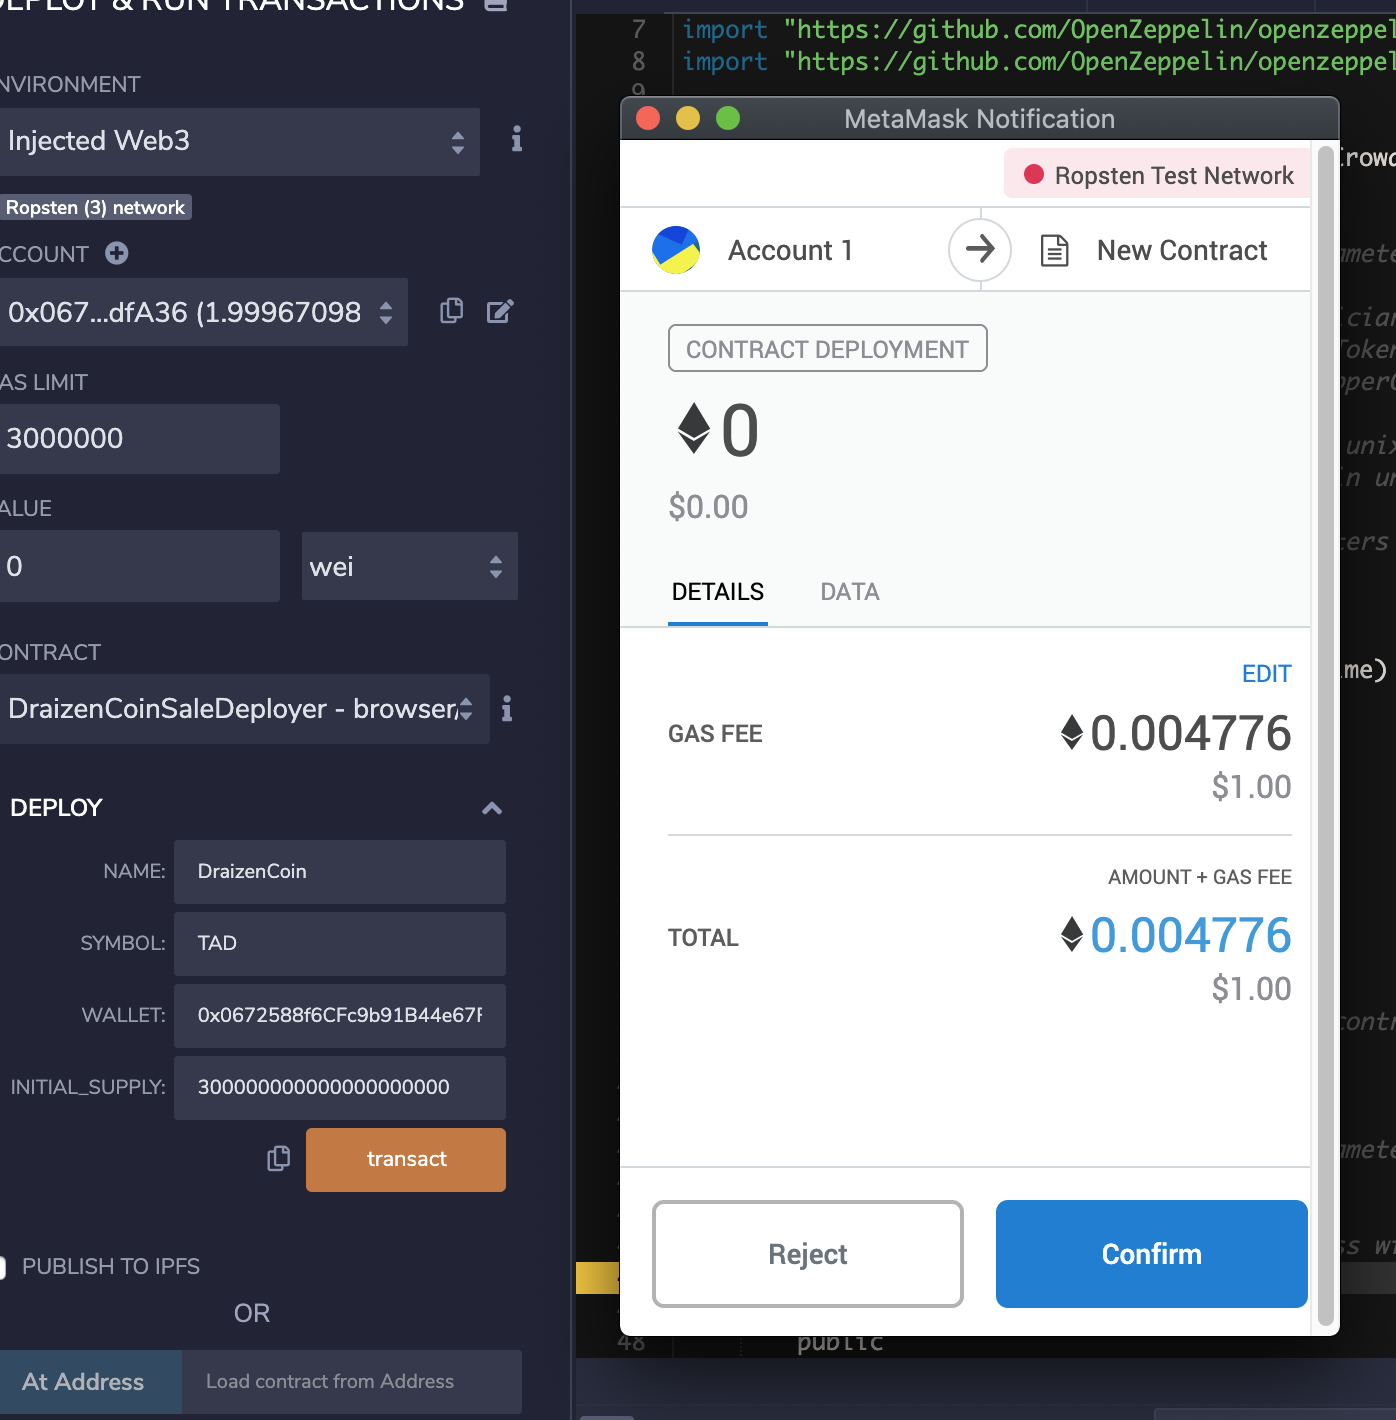 DEPLOY & RUN TRANSACTIONS
NVIRONMENT
Injected Web3
Ropsten (3) network
CCOUNT
0x067...dfA36 (1.99967098
AS LIMIT
3000000
ALUE
0
wei
ONTRACT
DraizenCoinSaleDeployer - browser/
DEPLOY
NAME: DraizenCoin
SYMBOL: TAD
WALLET: 0x0672588f6CFc9b91B44e67F
INITIAL_SUPPLY: 300000000000000000000
transact
PUBLISH TO IPFS
OR
At Address
Load contract from Address
7 import "https://github.com/OpenZeppelin/openzeppel
8 import "https://github.com/OpenZeppelin/openzeppel
9
MetaMask Notification
Ropsten Test Network
Account 1
New Contract
CONTRACT DEPLOYMENT
0
$0.00
DETAILS
DATA
EDIT
GAS FEE
0.004776
$1.00
AMOUNT + GAS FEE
TOTAL
0.004776
$1.00
Reject
Confirm
me)
48 public